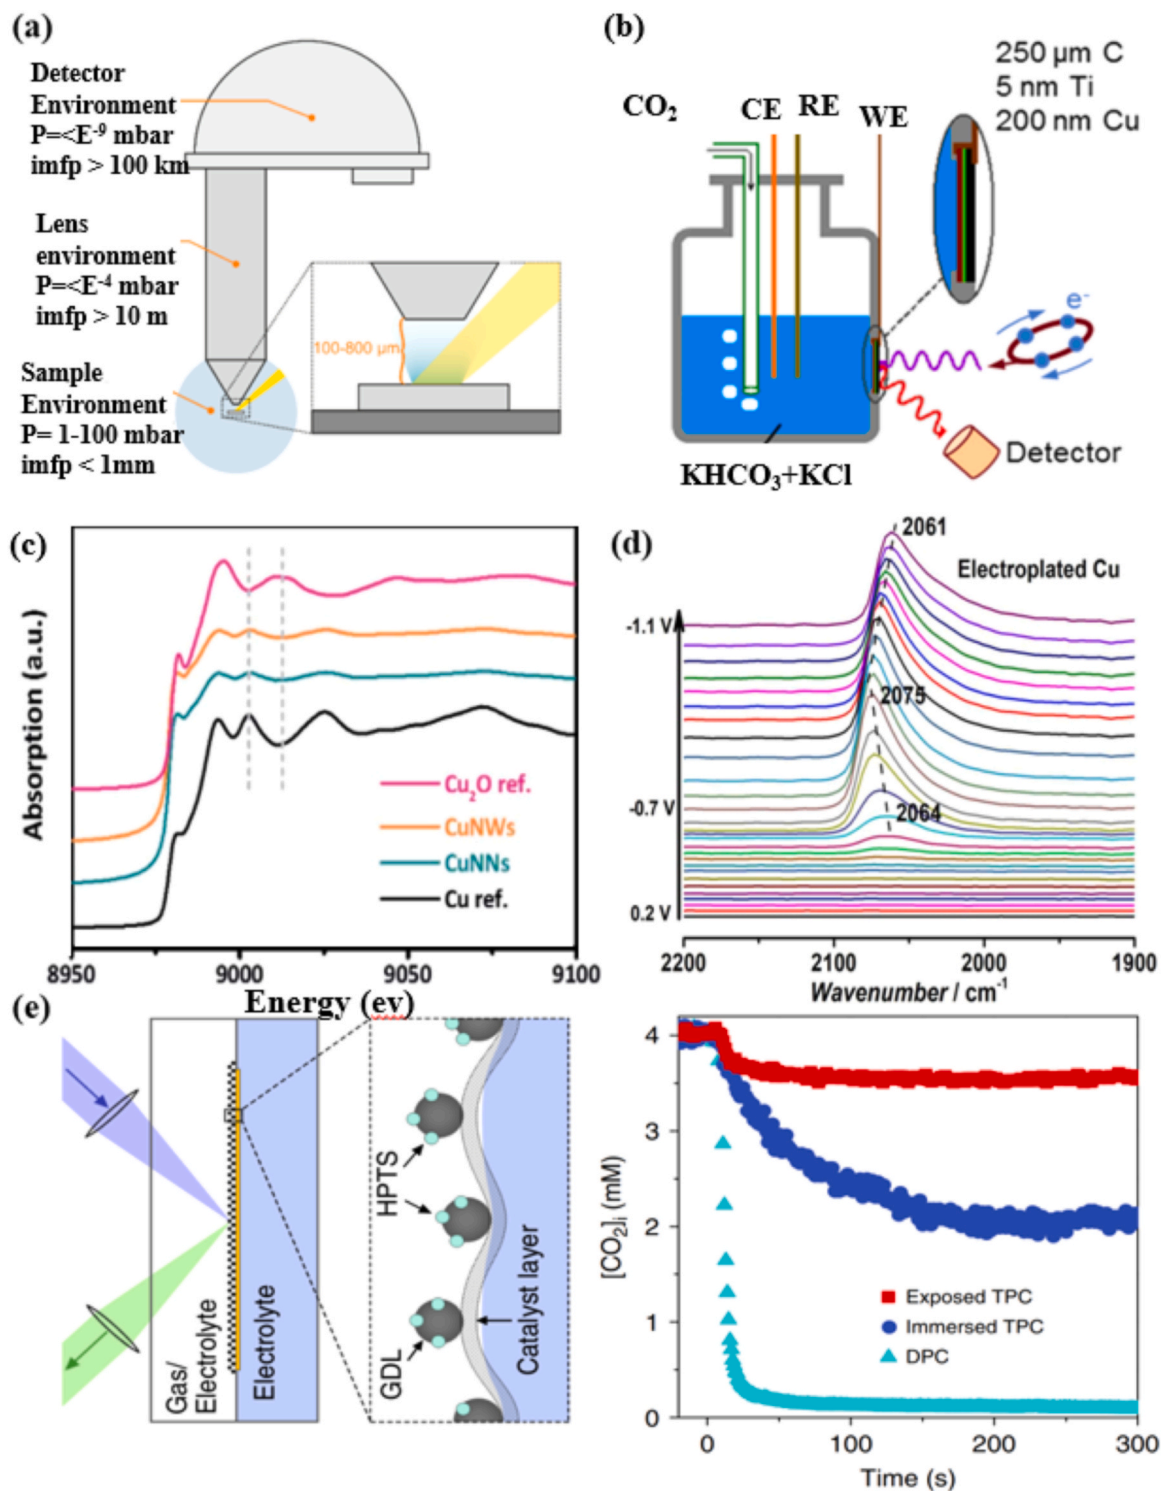 (a)
Detector
Environment
P=<E⁻⁹ mbar
imfp > 100 km
Lens
environment
P=<E⁻⁴ mbar
imfp > 10 m
Sample
Environment
P= 1-100 mbar
imfp < 1mm
100-800 µm
(b)
250 µm C
5 nm Ti
200 nm Cu
CO₂
CE
RE
WE
e⁻
Detector
KHCO₃+KCl
(c)
Absorption (a.u.)
Cu₂O ref.
CuNWs
CuNNs
Cu ref.
8950 9000 9050 9100
Energy (ev)
(d)
2061
Electroplated Cu
-1.1 V
2075
-0.7 V
2064
0.2 V
2200 2100 2000 1900
Wavenumber / cm⁻¹
(e)
Gas/
Electrolyte
Electrolyte
HPTS
GDL
Catalyst layer
[CO₂]ᵢ (mM)
4
3
2
1
0
Exposed TPC
Immersed TPC
DPC
0 100 200 300
Time (s)